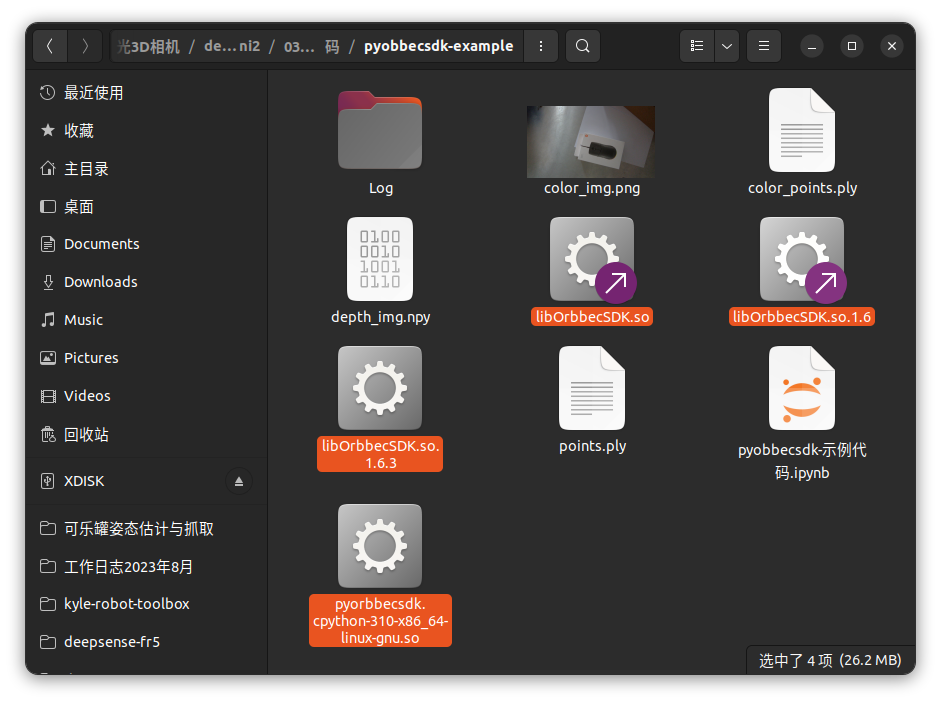 光3D相机 / de...ni2 / 03... 码 / pyobbecsdk-example
最近使用
收藏
主目录
桌面
Documents
Downloads
Music
Pictures
Videos
回收站
XDISK
可乐罐姿态估计与抓取
工作日志2023年8月
kyle-robot-toolbox
deepsense-fr5
Log
color_img.png
color_points.ply
0100
0010
1001
0110
depth_img.npy
libOrbbecSDK.so
libOrbbecSDK.so.1.6
libOrbbecSDK.so.
1.6.3
points.ply
pyobbecsdk-示例代
码.ipynb
pyorbbecsdk.
cpython-310-x86_64-
linux-gnu.so
选中了 4 项 (26.2 MB)